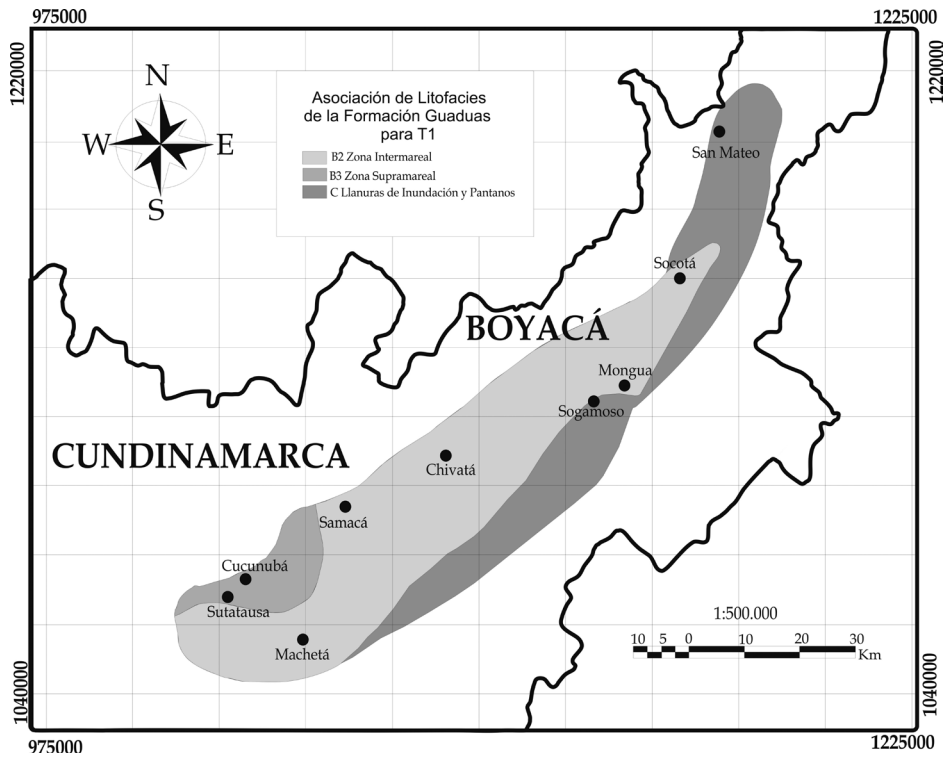 975000
1225000
1220000
1220000
N
W
E
S
Asociación de Litofacies
de la Formación Guaduas
para T1
B2 Zona Intermareal
B3 Zona Supramareal
C Llanuras de Inundación y Pantanos
San Mateo
Socotá
BOYACÁ
Mongua
Sogamoso
CUNDINAMARCA
Chivatá
Samacá
Cucunubá
Sutatausa
Machetá
1:500.000
10 5 0 10 20 30
Km
1040000
1040000
975000
1225000